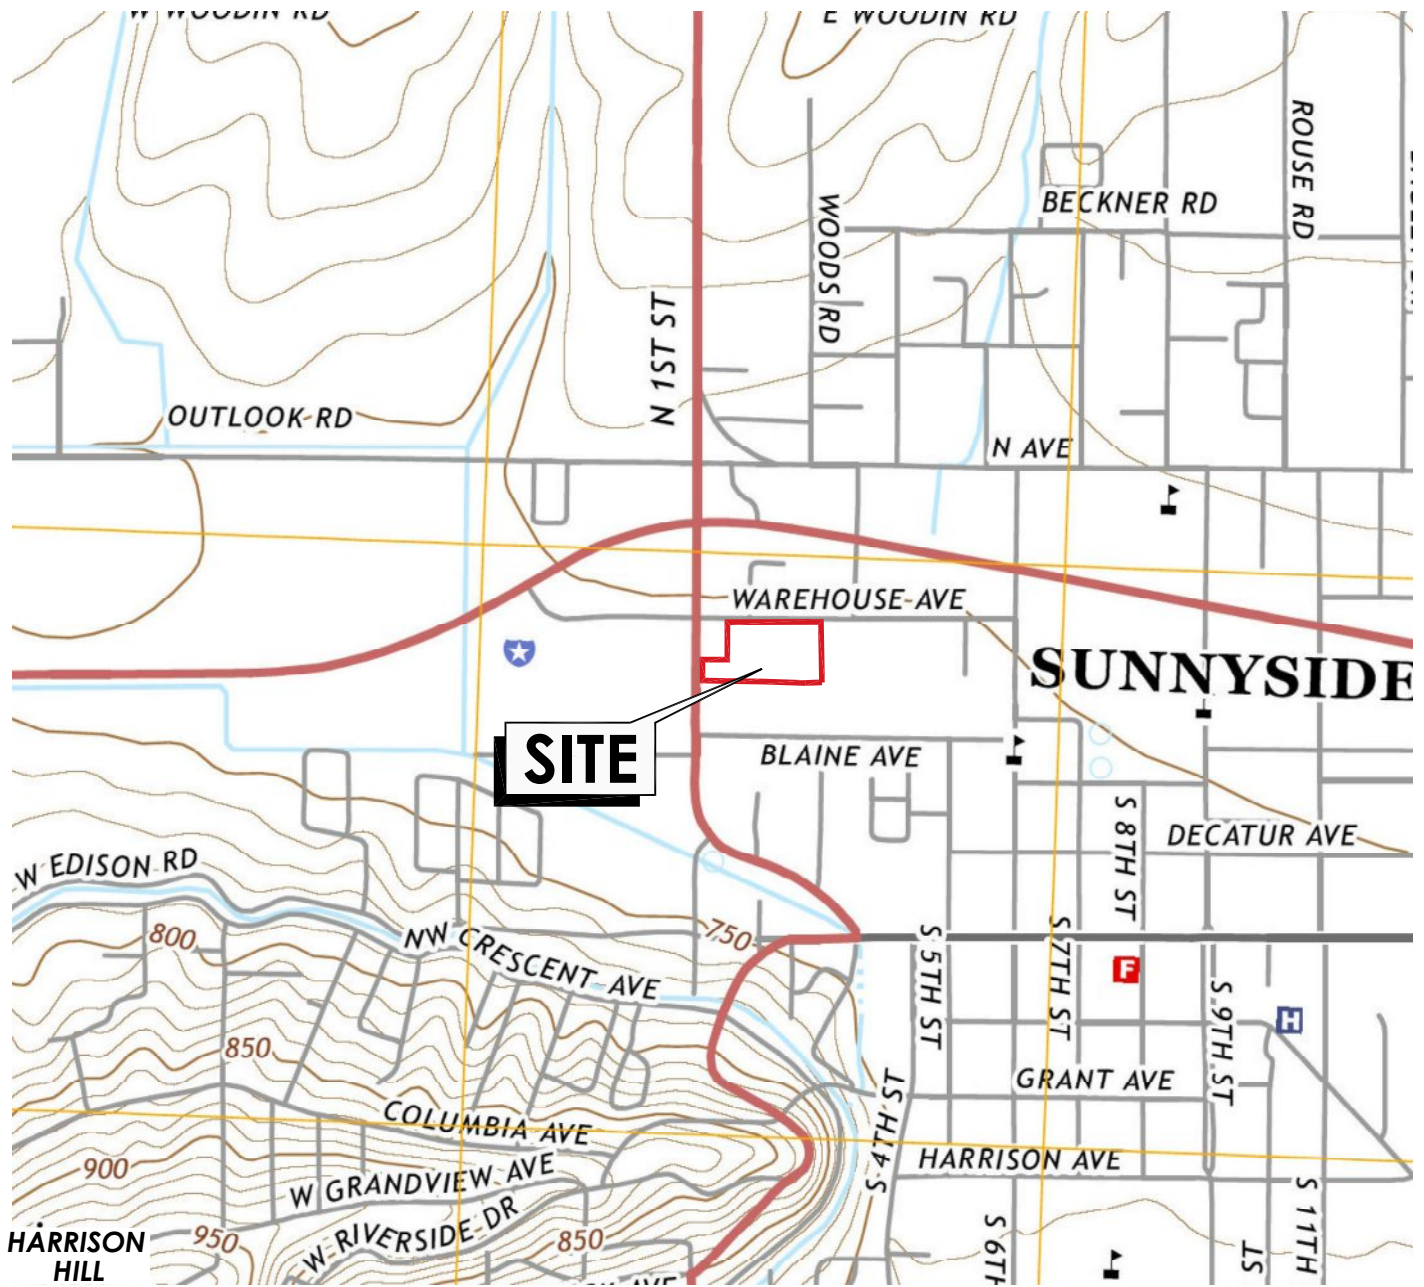 W WOODIN RD
E WOODIN RD
ROUSE RD
BECKNER RD
WOODS RD
N 1ST ST
OUTLOOK RD
N AVE
WAREHOUSE AVE
SUNNYSIDE
SITE
BLAINE AVE
S 8TH ST
DECATUR AVE
W EDISON RD
800
NW CRESCENT AVE
750
S 5TH ST
S 7TH ST
F
S 9TH ST
H
850
GRANT AVE
COLUMBIA AVE
S 4TH ST
HARRISON AVE
900
W GRANDVIEW AVE
S 11TH
W RIVERSIDE DR
S 6TH
950
850
ST
HARRISON
HILL
AVE